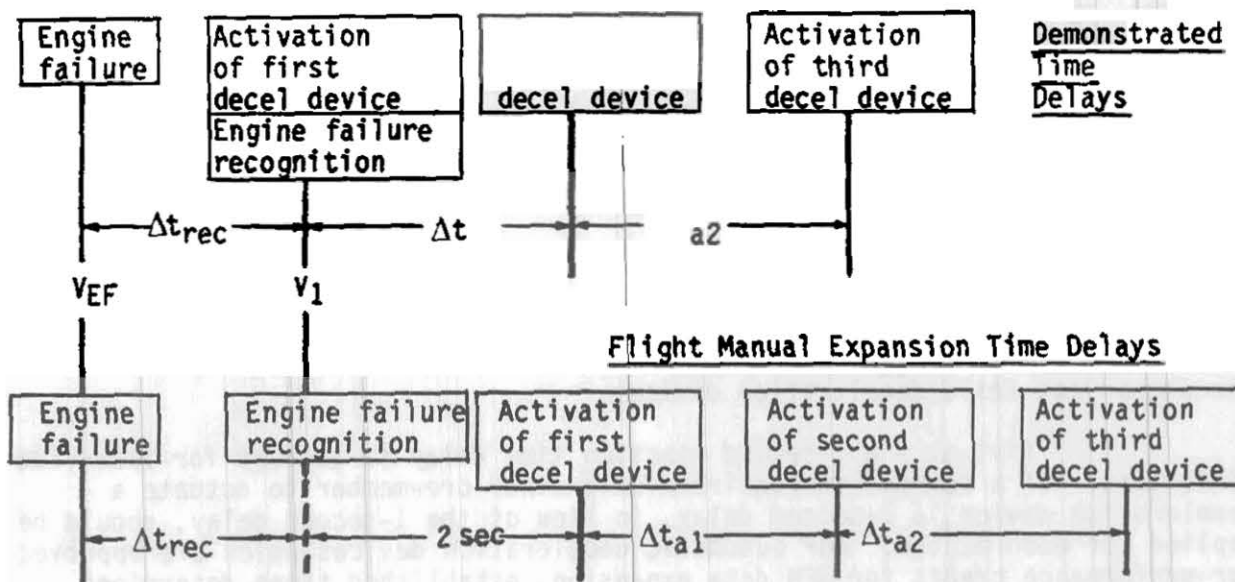 Engine
failure
Activation
of first
decel device
Engine failure
recognition
decel device
Activation
of third
decel device
Demonstrated
Time
Delays
Δtrec
Δt
a2
VEF
V1
Flight Manual Expansion Time Delays
Engine
failure
Engine failure
recognition
Activation
of first
decel device
Activation
of second
decel device
Activation
of third
decel device
Δtrec
2 sec
Δta1
Δta2